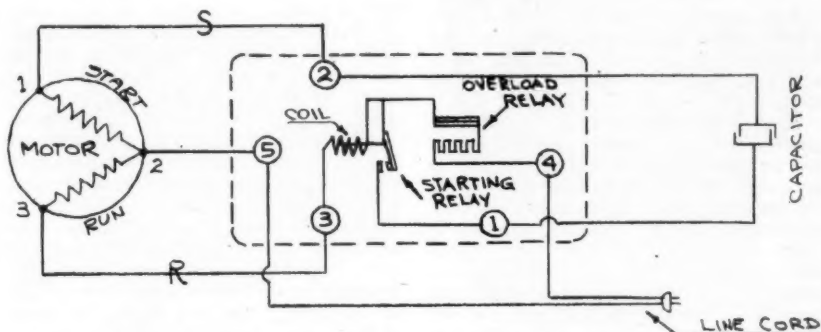 S
2
OVERLOAD
RELAY
1
START
COIL
CAPACITOR
MOTOR
2
5
4
STARTING
RELAY
3
RUN
3
1
R
LINE CORD